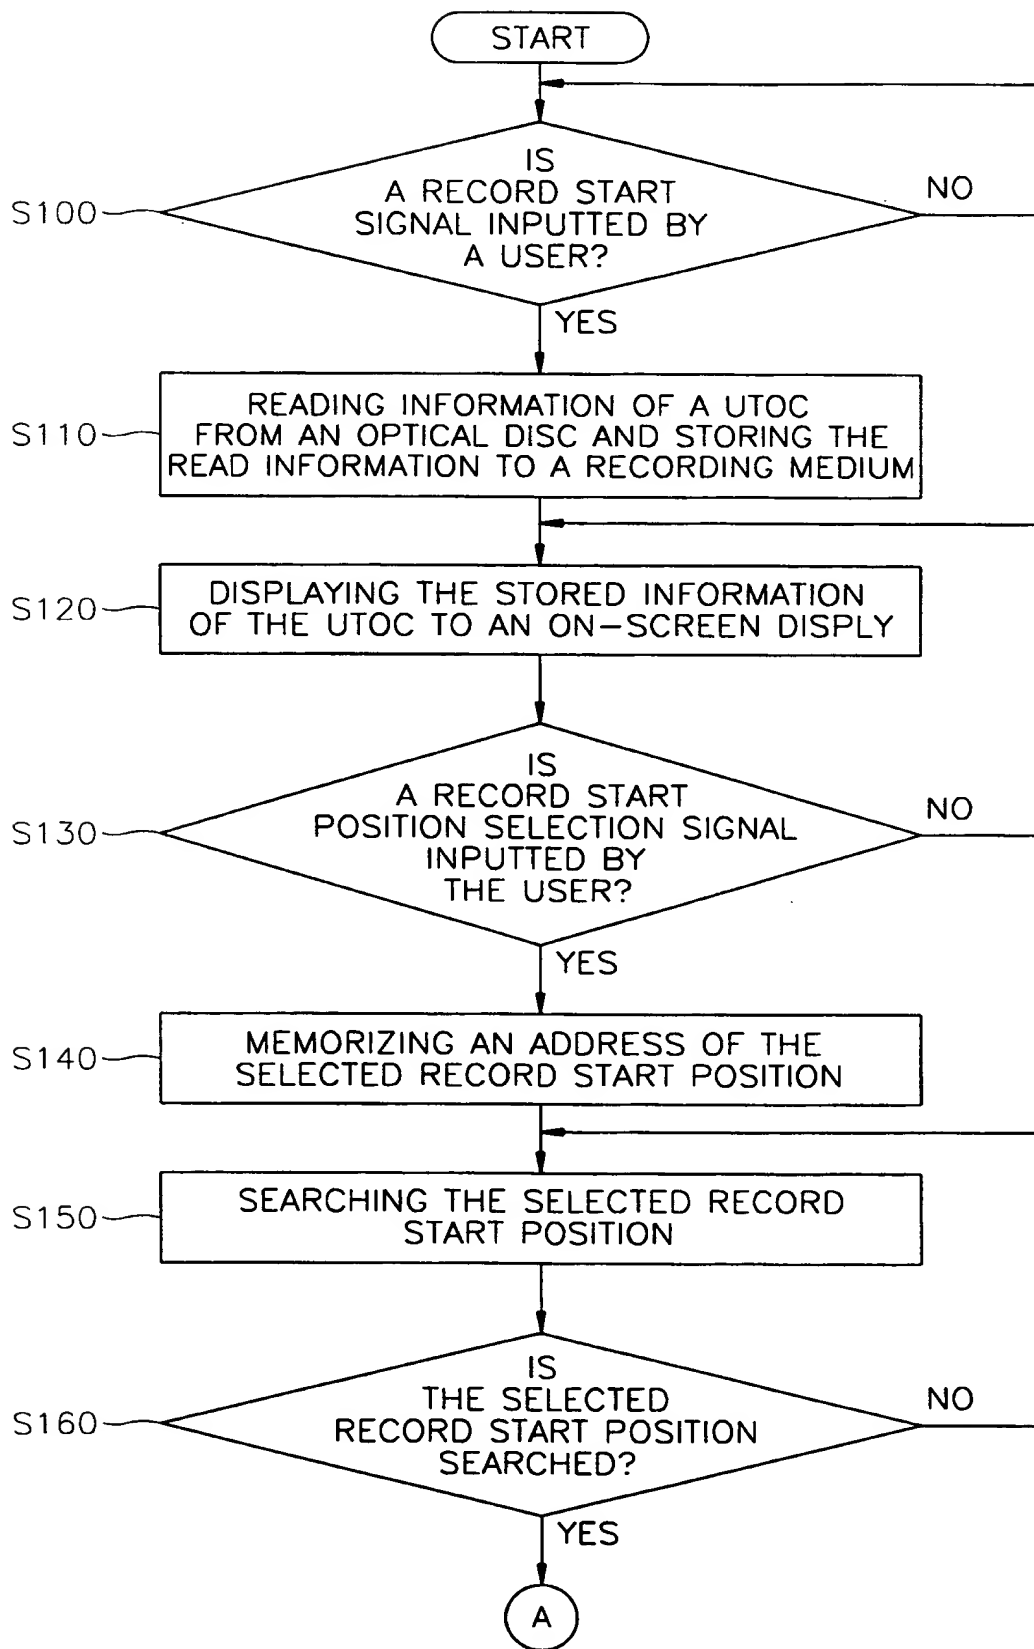 START
IS
A RECORD START
SIGNAL INPUTTED BY
A USER?
S100
NO
YES
READING INFORMATION OF A UTOC
FROM AN OPTICAL DISC AND STORING THE
READ INFORMATION TO A RECORDING MEDIUM
S110
DISPLAYING THE STORED INFORMATION
OF THE UTOC TO AN ON-SCREEN DISPLY
S120
IS
A RECORD START
POSITION SELECTION SIGNAL
INPUTTED BY
THE USER?
S130
NO
YES
MEMORIZING AN ADDRESS OF THE
SELECTED RECORD START POSITION
S140
SEARCHING THE SELECTED RECORD
START POSITION
S150
IS
THE SELECTED
RECORD START POSITION
SEARCHED?
S160
NO
YES
A